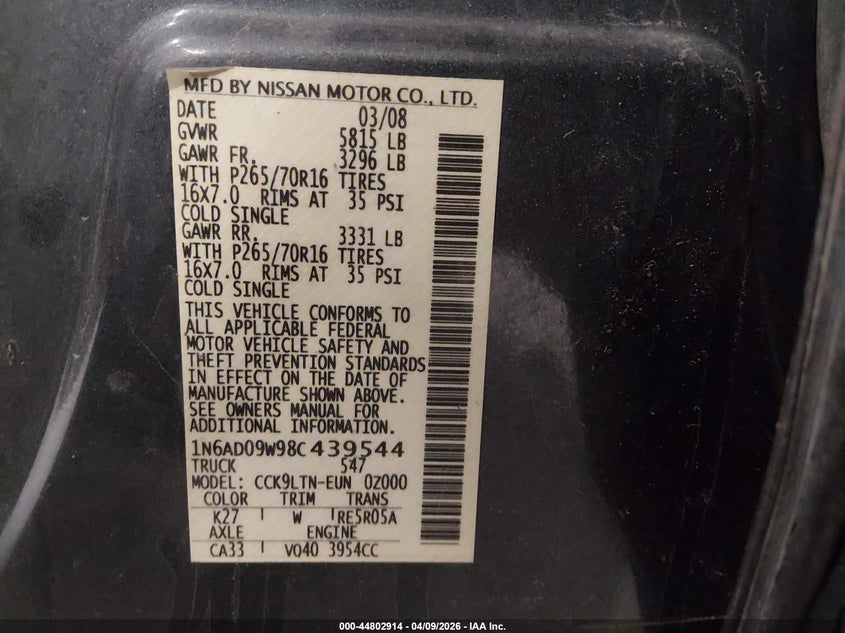 MFD BY NISSAN MOTOR CO., LTD.
DATE 03/08
GVWR 5815 LB
GAWR FR. 3296 LB
WITH P265/70R16 TIRES
16X7.0 RIMS AT 35 PSI
COLD SINGLE
GAWR RR. 3331 LB
WITH P265/70R16 TIRES
16X7.0 RIMS AT 35 PSI
COLD SINGLE
THIS VEHICLE CONFORMS TO
ALL APPLICABLE FEDERAL
MOTOR VEHICLE SAFETY AND
THEFT PREVENTION STANDARDS
IN EFFECT ON THE DATE OF
MANUFACTURE SHOWN ABOVE.
SEE OWNERS MANUAL FOR
ADDITIONAL INFORMATION.
1N6AD09W98C439544
TRUCK 547
MODEL: CCK9LTN-EUN 0Z000
COLOR TRIM TRANS
K27 W RE5R05A
AXLE ENGINE
CA33 VQ40 3954CC
000-44802914 - 04/09/2026 - IAA Inc.